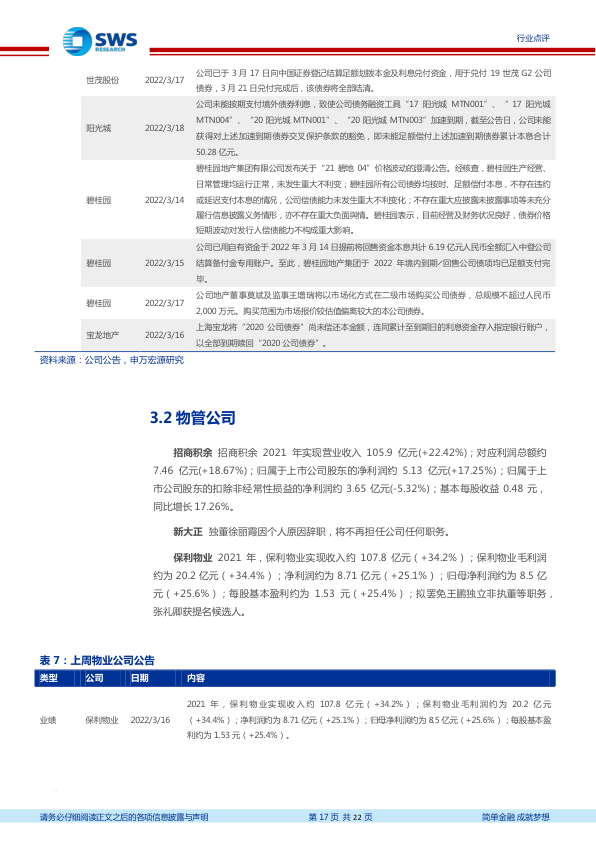 SWS
RESEARCH
行业点评
世茂股份 2022/3/17 公司已于 3 月 17 日向中国证券登记结算足额划拨本金及利息兑付资金，用于兑付 19 世茂 G2 公司
债券，3 月 21 日兑付完成后，该债券将全部结清。
公司未能按期支付境外债券利息，致使公司债务融资工具“17 阳光城 MTN001”、“ 17 阳光城
MTN004”、 “20 阳光城 MTN001”、 “20 阳光城 MTN003”加速到期，截至公告日，公司未能
阳光城 2022/3/18 获得对上述加速到期债券交叉保护条款的豁免，即未能足额偿付上述加速到期债券累计本息合计
50.28 亿元。
碧桂园地产集团有限公司发布关于“21 碧地 04”价格波动的澄清公告。经核查，碧桂园生产经营、
日常管理均运行正常，未发生重大不利变；碧桂园所有公司债券均按时、足额偿付本息，不存在违约
碧桂园 2022/3/14 或延迟支付本息的情况，公司偿债能力未发生重大不利变化；不存在重大应披露未披露事项等未充分
履行信息披露义务情形，亦不存在重大负面舆情。碧桂园表示，目前经营及财务状况良好，债券价格
短期波动对发行人偿债能力不构成重大影响。
公司已用自有资金于 2022 年 3 月 14 日提前将回售资金本息共计 6.19 亿元人民币全额汇入中登公司
碧桂园 2022/3/15 结算备付金专用账户。至此，碧桂园地产集团于 2022 年境内到期/回售公司债项均已足额支付完
毕。
碧桂园 2022/3/17 公司地产董事莫斌及监事王增瑞将以市场化方式在二级市场购买公司债券，总规模不超过人民币
2,000 万元。购买范围为市场报价较估值偏离较大的本公司债券。
宝龙地产 2022/3/16 上海宝龙将“2020 公司债券”尚未偿还本金额，连同累计至到期日的利息资金存入指定银行账户，
以全部到期赎回“2020 公司债券”。
资料来源：公司公告，申万宏源研究
3.2 物管公司
招商积余 招商积余 2021 年实现营业收入 105.9 亿元(+22.42%)；对应利润总额约
7.46 亿元(+18.67%)；归属于上市公司股东的净利润约 5.13 亿元(+17.25%)；归属于上
市公司股东的扣除非经常性损益的净利润约 3.65 亿元(-5.32%)；基本每股收益 0.48 元，
同比增长 17.26%。
新大正 独董徐丽霞因个人原因辞职，将不再担任公司任何职务。
保利物业 2021 年，保利物业实现收入约 107.8 亿元（+34.2%）；保利物业毛利润
约为 20.2 亿元（+34.4%）；净利润约为 8.71 亿元（+25.1%）；归母净利润约为 8.5 亿
元（+25.6%）；每股基本盈利约为 1.53 元（+25.4%）；拟罢免王鹏独立非执董等职务，
张礼卿获提名候选人。
表 7：上周物业公司公告
类型 公司 日期 内容
2021 年，保利物业实现收入约 107.8 亿元（+34.2%）；保利物业毛利润约为 20.2 亿元
业绩 保利物业 2022/3/16 （+34.4%）；净利润约为 8.71 亿元（+25.1%）；归母净利润约为 8.5 亿元（+25.6%）；每股基本盈
利约为 1.53 元（+25.4%）。
请务必仔细阅读正文之后的各项信息披露与声明 第 17 页 共 22 页 简单金融 成就梦想